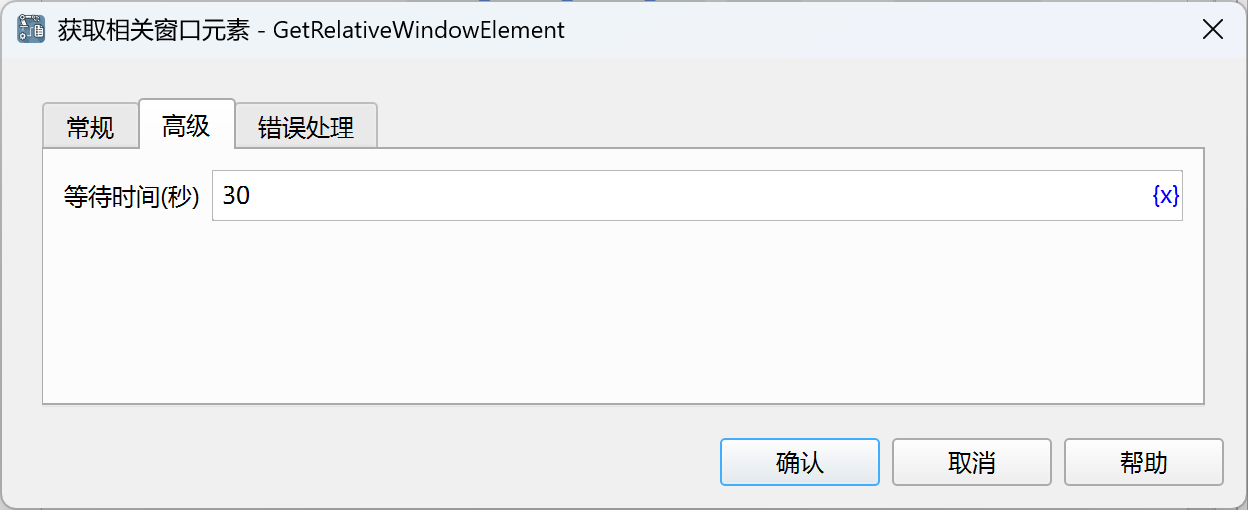 获取相关窗口元素 - GetRelativeWindowElement
常规 高级 错误处理
等待时间(秒) 30 {x}
确认 取消 帮助